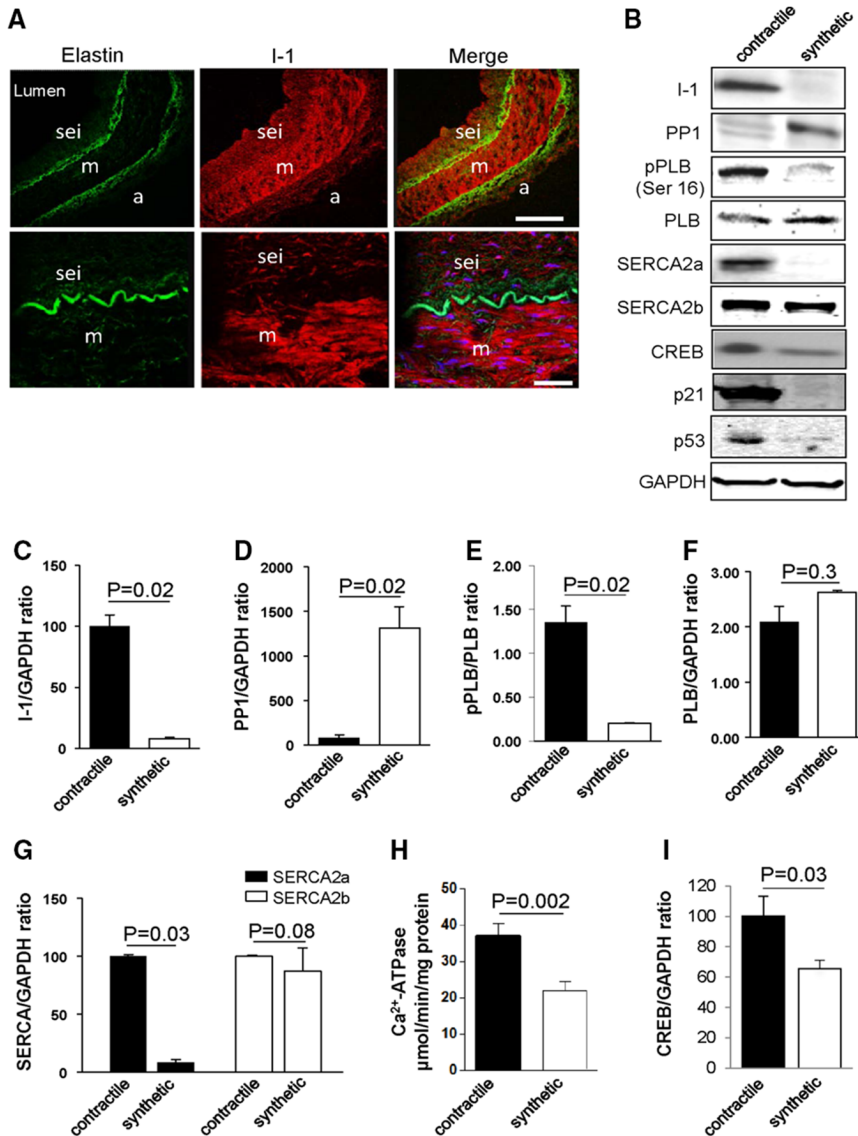 A
Elastin I-1 Merge
Lumen
sei sei sei
m m m
a a a
sei sei sei
m m m
B
contractile synthetic
I-1
PP1
pPLB
(Ser 16)
PLB
SERCA2a
SERCA2b
CREB
p21
p53
GAPDH
C
I-1/GAPDH ratio
150
100
50
0
P=0.02
contractile synthetic
D
PP1/GAPDH ratio
2000
1500
1000
500
0
P=0.02
contractile synthetic
E
pPLB/PLB ratio
2.00
1.50
1.00
0.50
0.00
P=0.02
contractile synthetic
F
PLB/GAPDH ratio
3.00
2.00
1.00
0.00
P=0.3
contractile synthetic
G
SERCA/GAPDH ratio
150
100
50
0
SERCA2a
SERCA2b
P=0.03 P=0.08
contractile synthetic contractile synthetic
H
Ca²⁺-ATPase
µmol/min/mg protein
50
40
30
20
10
0
P=0.002
contractile synthetic
I
CREB/GAPDH ratio
120
100
80
60
40
20
0
P=0.03
contractile synthetic